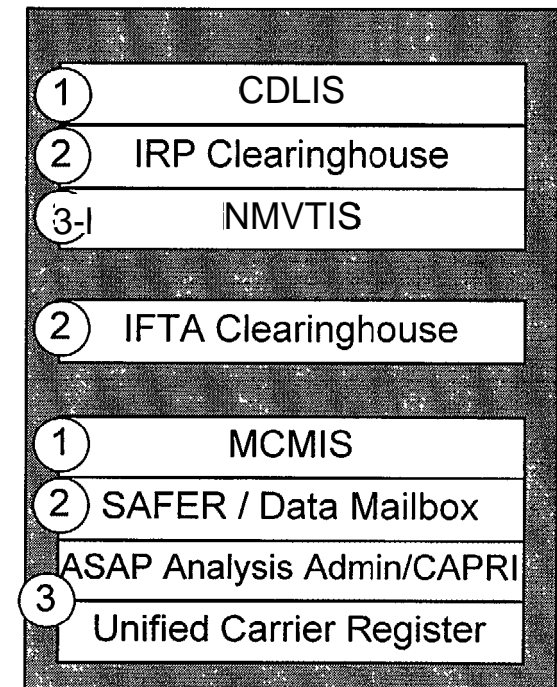 1 CDLIS
2 IRP Clearinghouse
3-I NMVTIS
2 IFTA Clearinghouse
1 MCMIS
2 SAFER / Data Mailbox
ASAP Analysis Admin/CAPRI
3
Unified Carrier Register